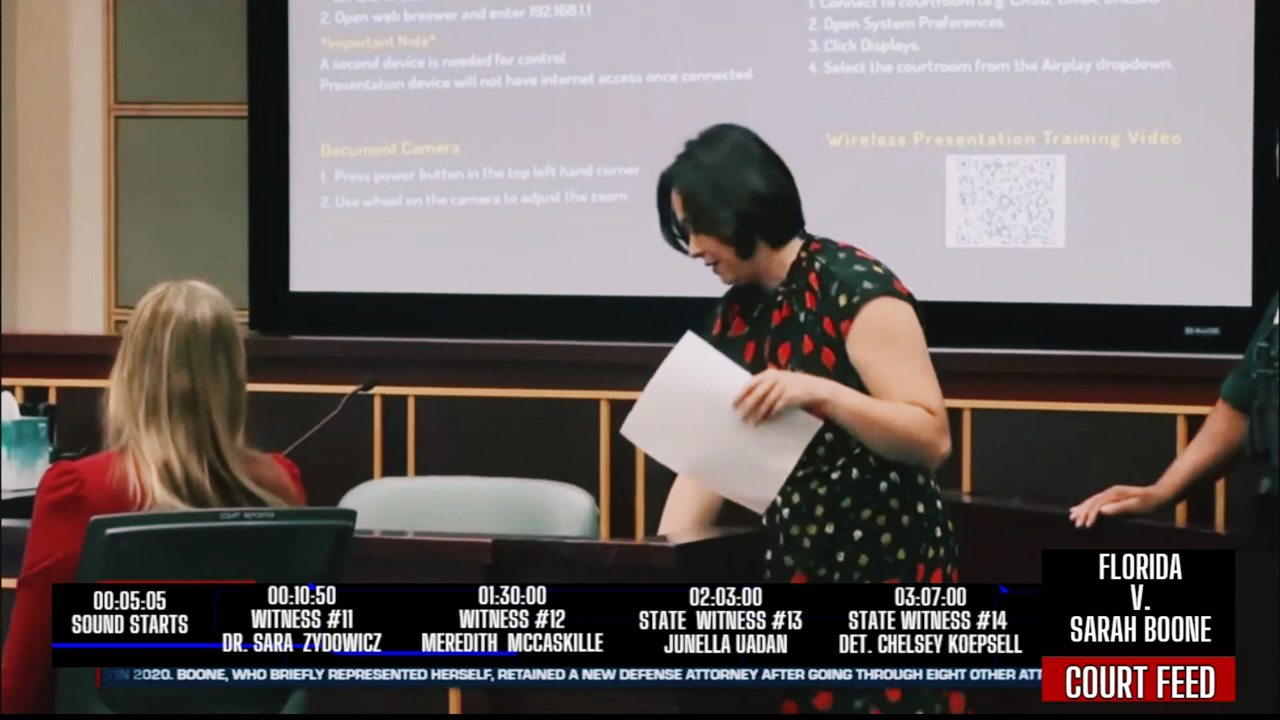 2. Open web browser and enter 192.168.1.1
*Important Note*
A second device is needed for control
Presentation device will not have internet access once connected.
Document Camera
1. Press power button in the top left hand corner
2. Use wheel on the camera to adjust the room
2. Open System Preferences.
3. Click Displays.
4. Select the courtroom from the Airplay dropdown.
Wireless Presentation Training Video
COURT REPORTER
00:05:05
SOUND STARTS
00:10:50
WITNESS #11
DR. SARA ZYDOWICZ
01:30:00
WITNESS #12
MEREDITH MCCASKILLE
02:03:00
STATE WITNESS #13
JUNELLA UADAN
03:07:00
STATE WITNESS #14
DET. CHELSEY KOEPSELL
FLORIDA
V.
SARAH BOONE
COURT FEED
IN 2020. BOONE, WHO BRIEFLY REPRESENTED HERSELF, RETAINED A NEW DEFENSE ATTORNEY AFTER GOING THROUGH EIGHT OTHER ATT